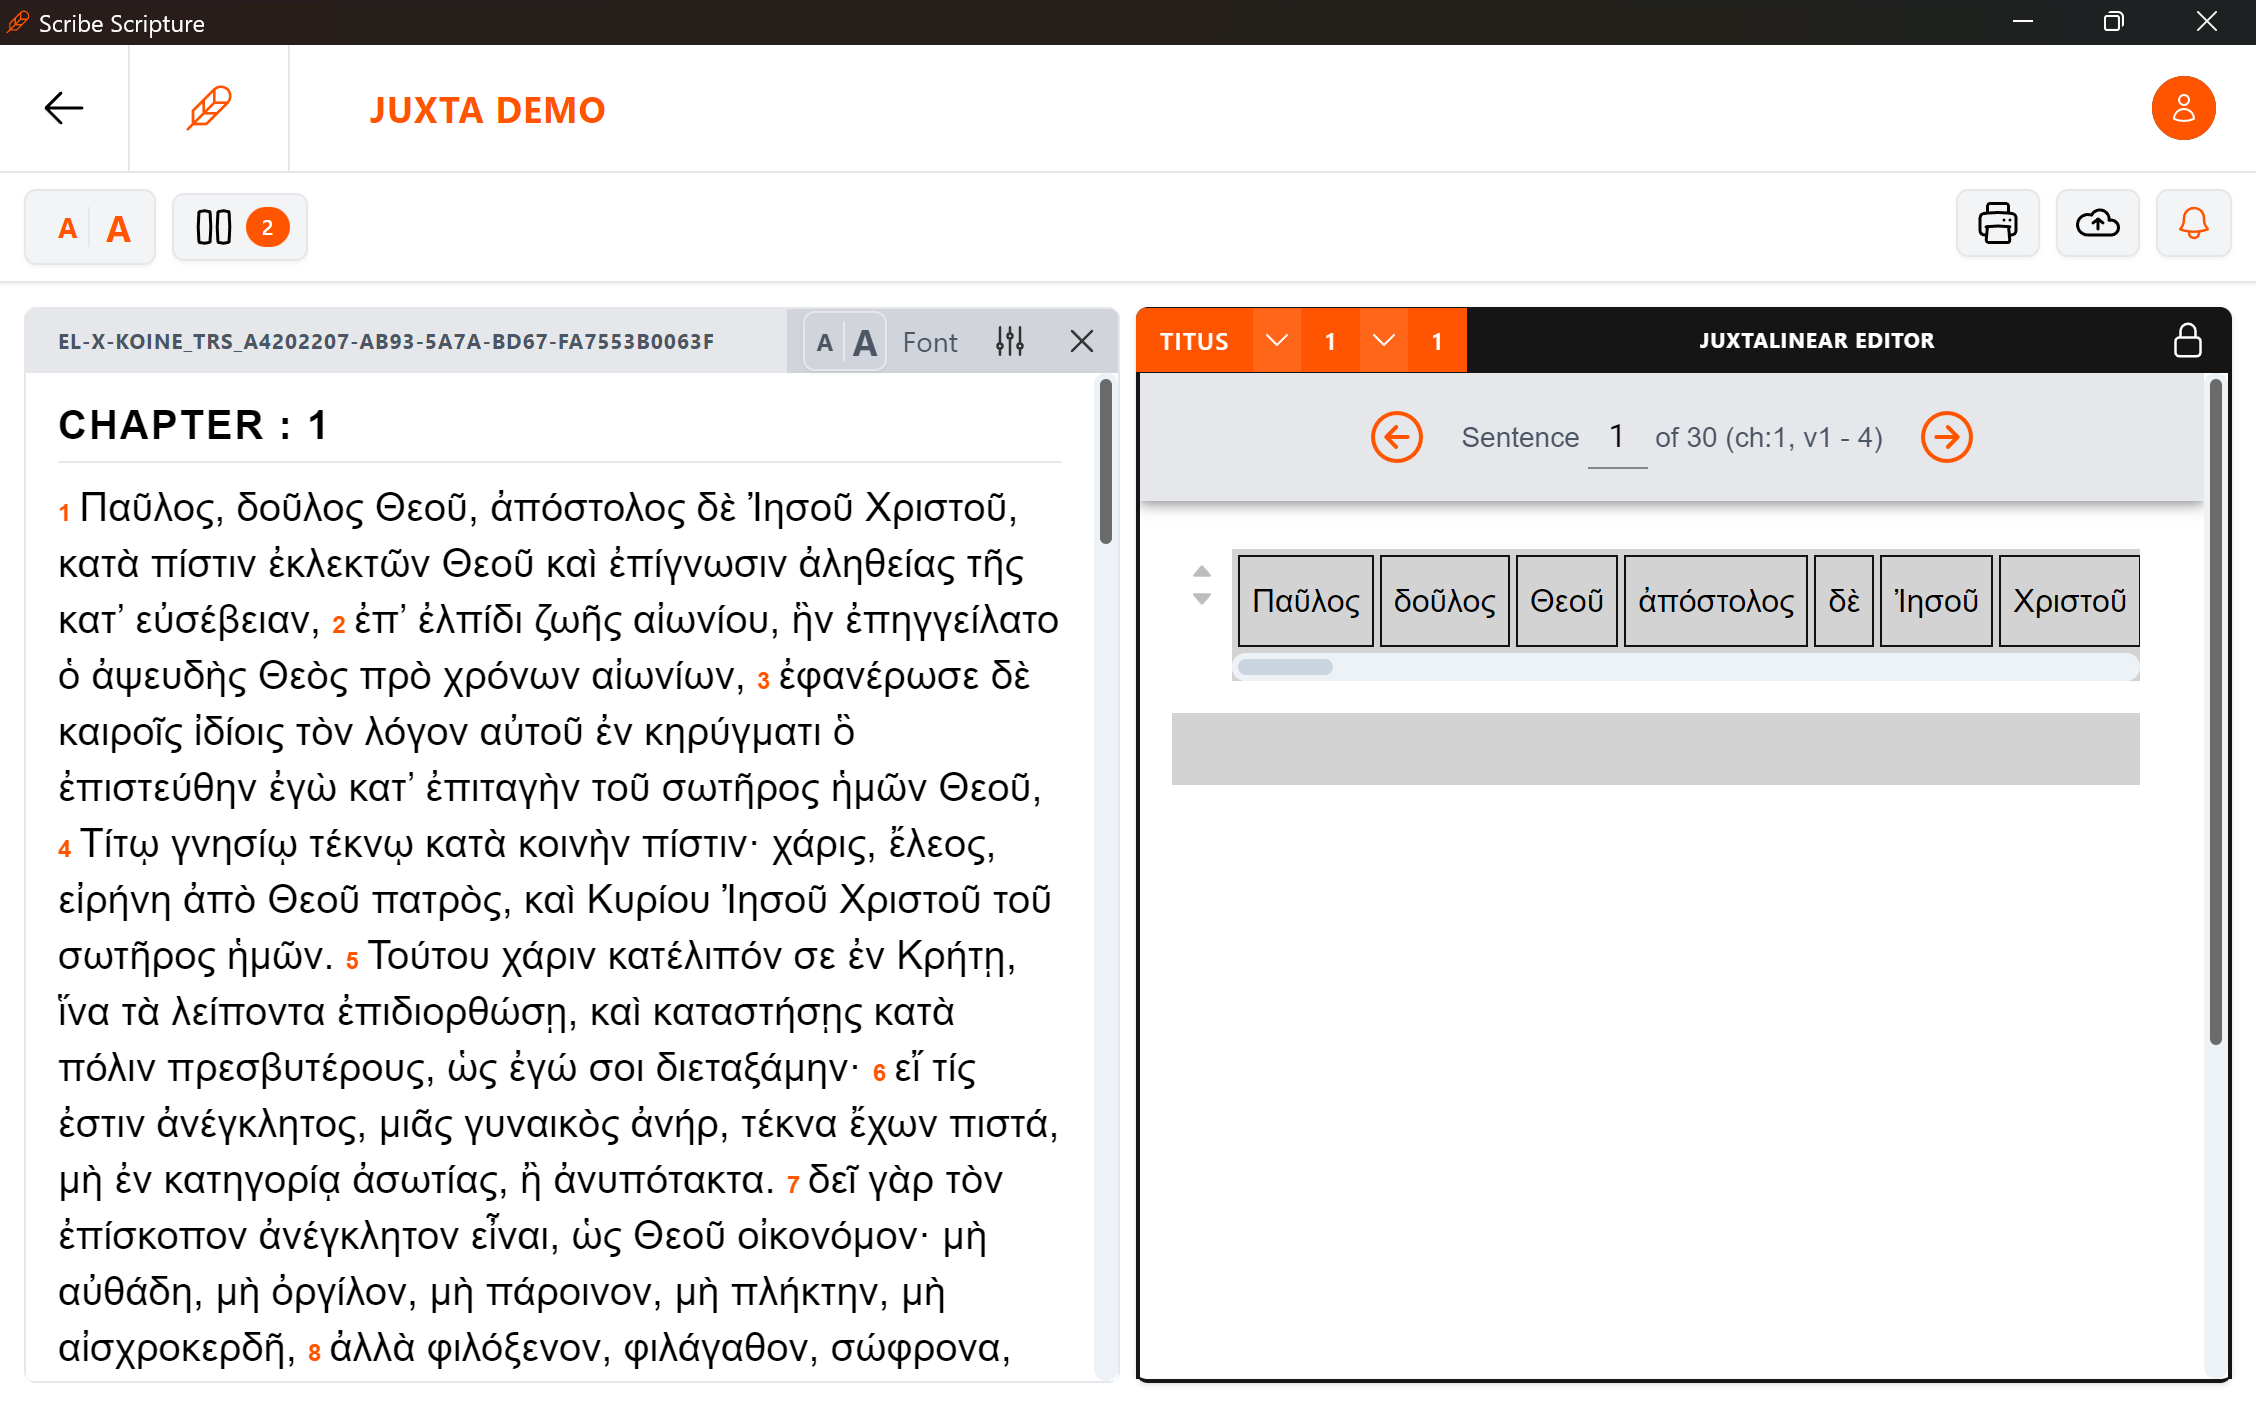 Scribe Scripture
JUXTA DEMO
A A
2
EL-X-KOINE_TRS_A4202207-AB93-5A7A-BD67-FA7553B0063F
A A Font
CHAPTER : 1
1 Παῦλος, δοῦλος Θεοῦ, ἀπόστολος δὲ Ἰησοῦ Χριστοῦ,
κατὰ πίστιν ἐκλεκτῶν Θεοῦ καὶ ἐπίγνωσιν ἀληθείας τῆς
κατ’ εὐσέβειαν, 2 ἐπ’ ἐλπίδι ζωῆς αἰωνίου, ἣν ἐπηγγείλατο
ὁ ἀψευδὴς Θεὸς πρὸ χρόνων αἰωνίων, 3 ἐφανέρωσε δὲ
καιροῖς ἰδίοις τὸν λόγον αὐτοῦ ἐν κηρύγματι ὃ
ἐπιστεύθην ἐγὼ κατ’ ἐπιταγὴν τοῦ σωτῆρος ἡμῶν Θεοῦ,
4 Τίτῳ γνησίῳ τέκνῳ κατὰ κοινὴν πίστιν· χάρις, ἔλεος,
εἰρήνη ἀπὸ Θεοῦ πατρὸς, καὶ Κυρίου Ἰησοῦ Χριστοῦ τοῦ
σωτῆρος ἡμῶν. 5 Τούτου χάριν κατέλιπόν σε ἐν Κρήτῃ,
ἵνα τὰ λείποντα ἐπιδιορθώσῃ, καὶ καταστήσῃς κατὰ
πόλιν πρεσβυτέρους, ὡς ἐγώ σοι διεταξάμην· 6 εἴ τίς
ἐστιν ἀνέγκλητος, μιᾶς γυναικὸς ἀνήρ, τέκνα ἔχων πιστά,
μὴ ἐν κατηγορίᾳ ἀσωτίας, ἢ ἀνυπότακτα. 7 δεῖ γὰρ τὸν
ἐπίσκοπον ἀνέγκλητον εἶναι, ὡς Θεοῦ οἰκονόμον· μὴ
αὐθάδη, μὴ ὀργίλον, μὴ πάροινον, μὴ πλήκτην, μὴ
αἰσχροκερδῆ, 8 ἀλλὰ φιλόξενον, φιλάγαθον, σώφρονα,
TITUS 1 1
JUXTALINEAR EDITOR
Sentence 1 of 30 (ch:1, v1 - 4)
Παῦλος δοῦλος Θεοῦ ἀπόστολος δὲ Ἰησοῦ Χριστοῦ